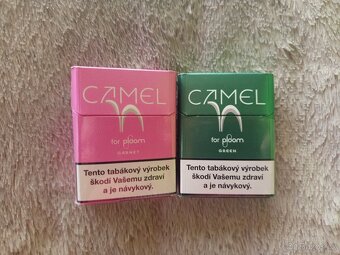 CAMEL
for ploom
GARNET
Tento tabákový výrobek
škodí Vašemu zdraví
a je návykový.
CAMEL
for ploom
GREEN
Tento tabákový výrobek
škodí Vašemu zdraví
a je návykový.